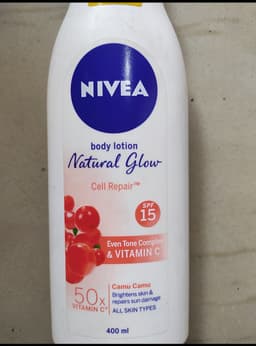 NIVEA
body lotion
Natural Glow
Cell Repair™
SPF
15
Even Tone Complex
& VITAMIN C
50x
VITAMIN C*
Camu Camu
Brightens skin &
repairs sun damage
ALL SKIN TYPES
400 ml